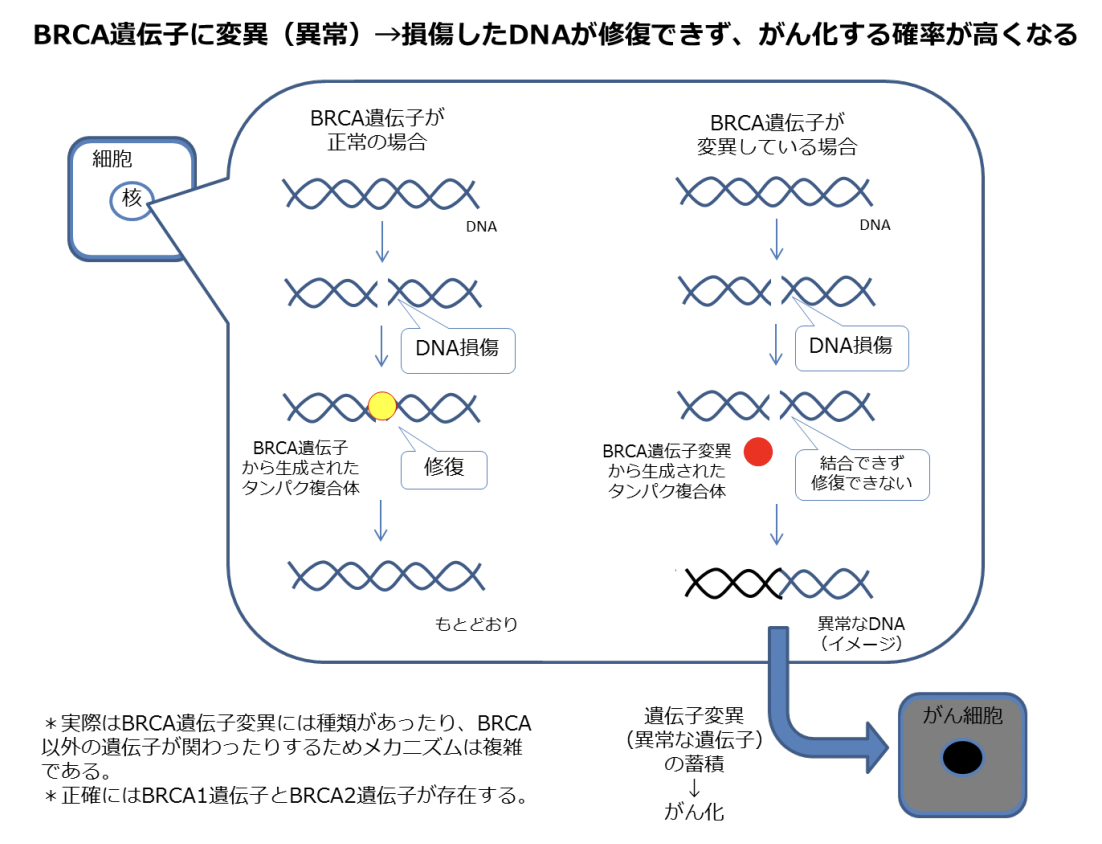 BRCA遺伝子に変異（異常）→損傷したDNAが修復できず、がん化する確率が高くなる
細胞
核
BRCA遺伝子が
正常の場合
DNA
DNA損傷
BRCA遺伝子
から生成された
タンパク複合体
修復
もとどおり
BRCA遺伝子が
変異している場合
DNA
DNA損傷
BRCA遺伝子変異
から生成された
タンパク複合体
結合できず
修復できない
異常なDNA
（イメージ）
遺伝子変異
（異常な遺伝子）
の蓄積
↓
がん化
がん細胞
＊実際はBRCA遺伝子変異には種類があったり、BRCA
以外の遺伝子が関わったりするためメカニズムは複雑
である。
＊正確にはBRCA1遺伝子とBRCA2遺伝子が存在する。